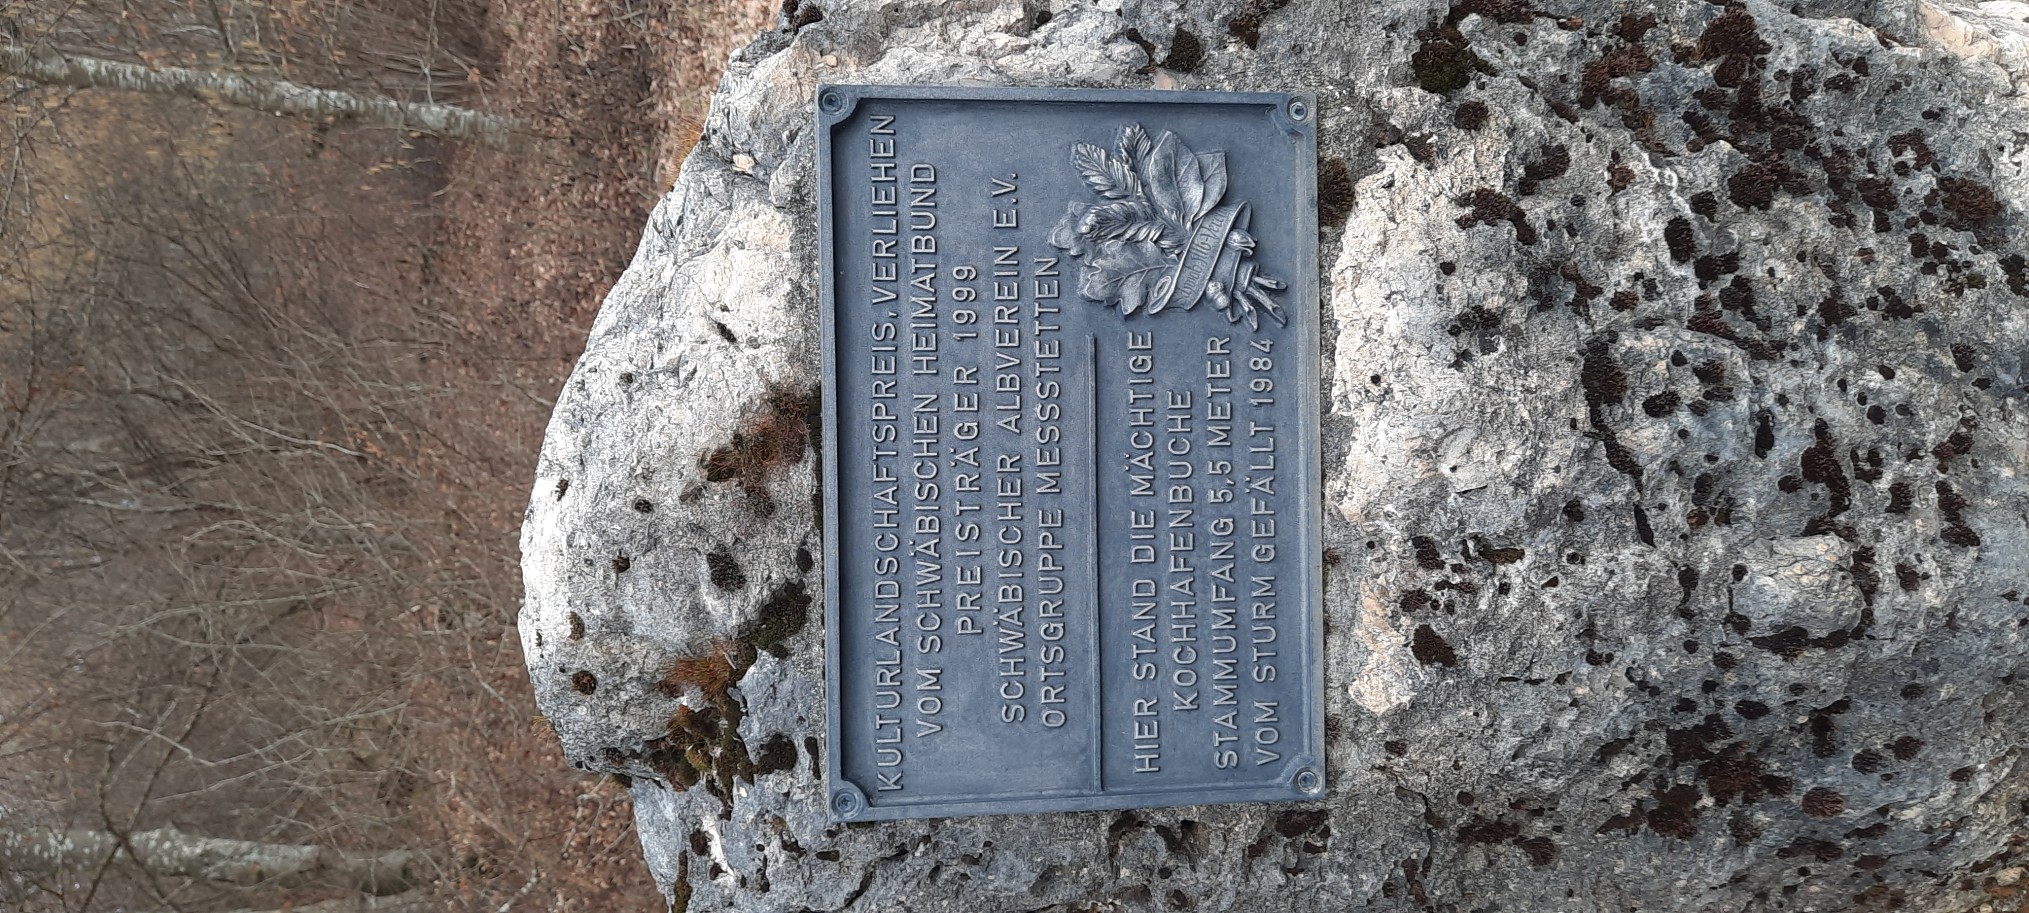 KULTURLANDSCHAFTSPREIS, VERLIEHEN
VOM SCHWÄBISCHEN HEIMATBUND
PREISTRÄGER 1999
SCHWÄBISCHER ALBVEREIN E.V.
ORTSGRUPPE MESSSTETTEN
HIER STAND DIE MÄCHTIGE
KOCHHAFENBUCHE
STAMMUMFANG 5,5 METER
VOM STURM GEFÄLLT 1984